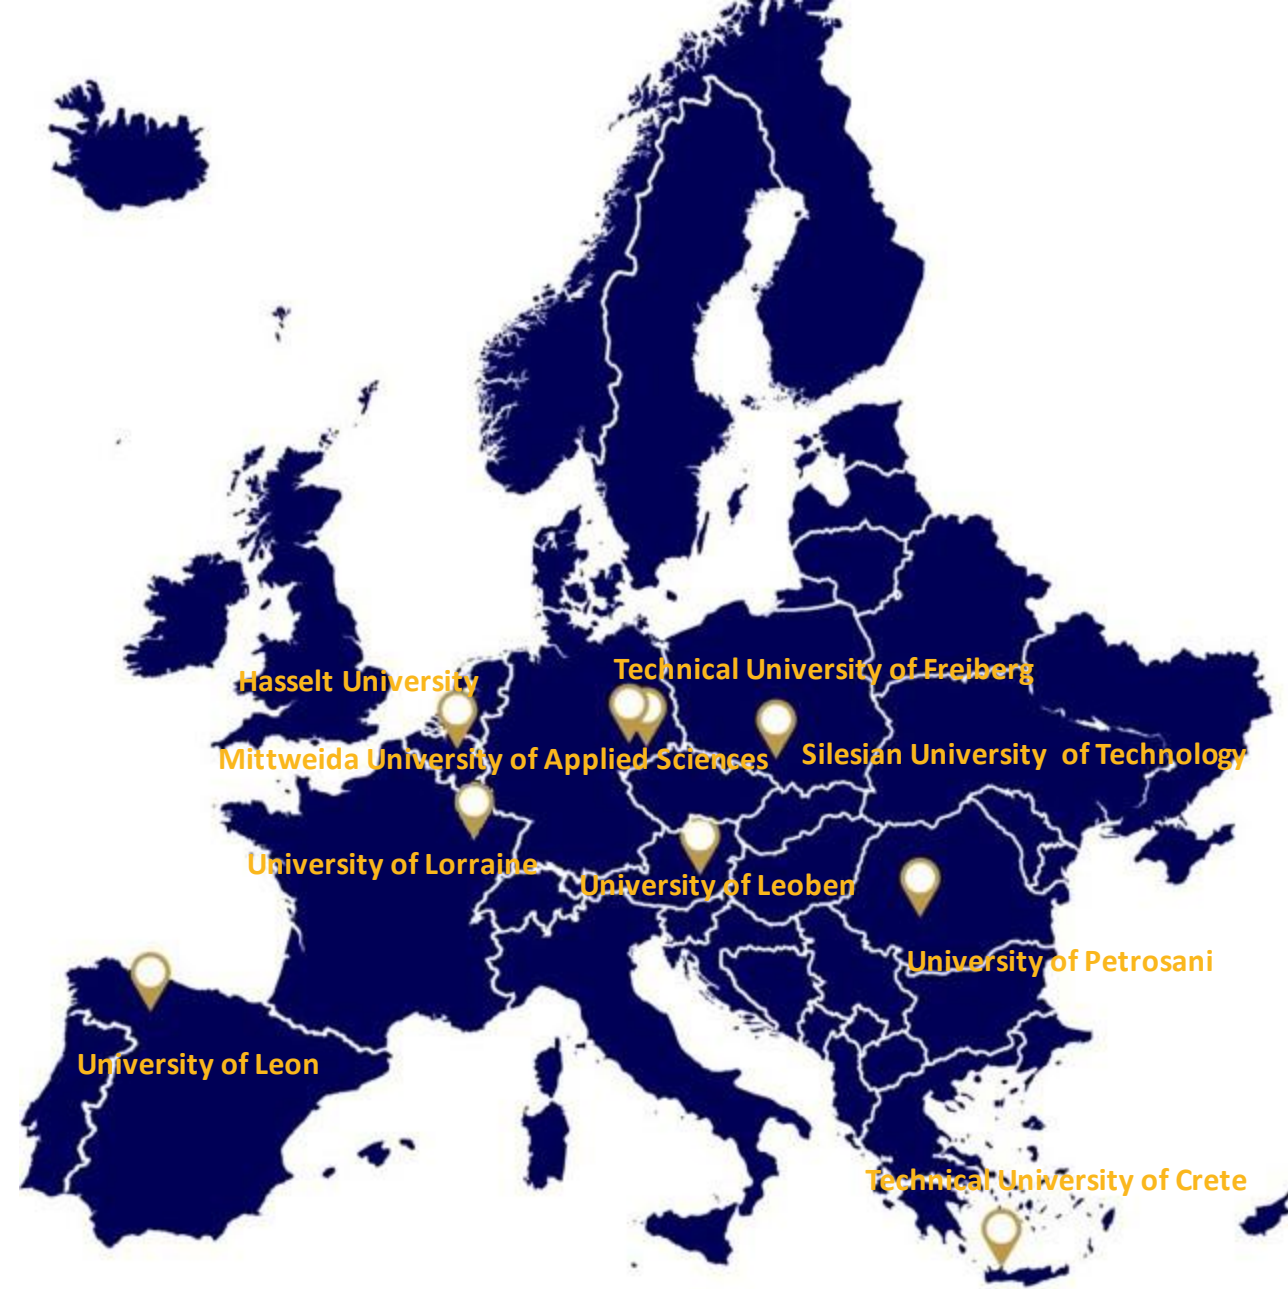 Technical University of Freiberg
Hasselt University
Silesian University of Technology
Mittweida University of Applied Sciences
University of Lorraine
University of Leoben
University of Petrosani
University of Leon
Technical University of Crete